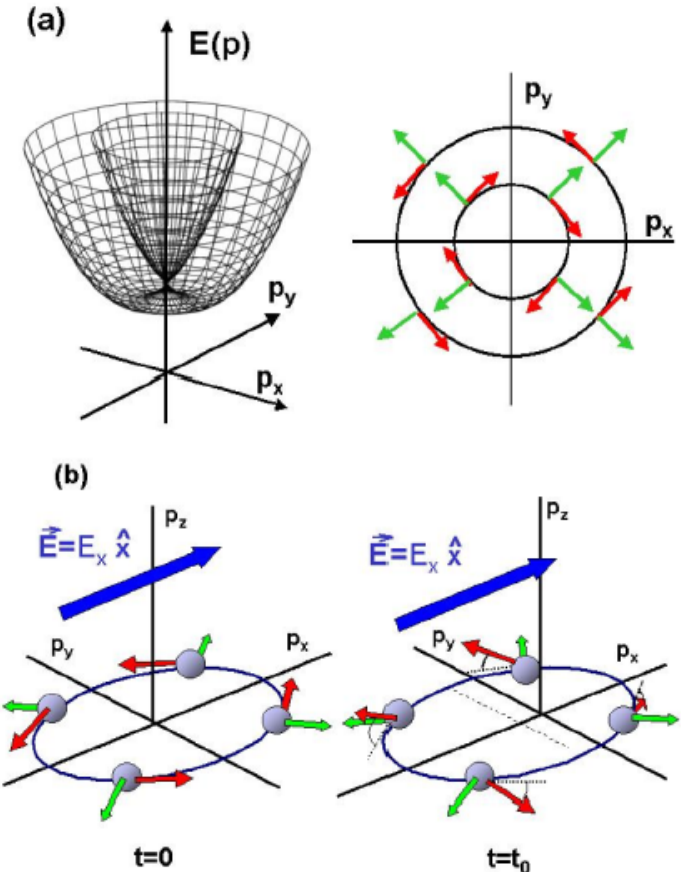 (a)
E(p)
p_y
p_x
p_y
p_x
(b)
p_z
E⃗=E_x x̂
p_y
p_x
t=0
p_z
E⃗=E_x x̂
p_y
p_x
t=t_0